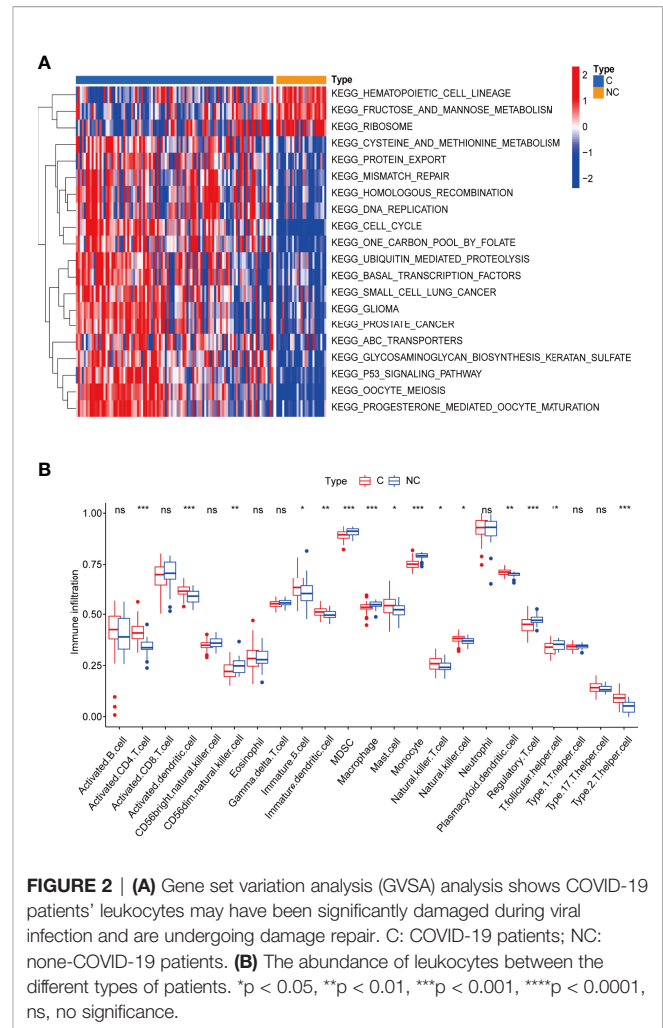 A
Type
KEGG_HEMATOPOIETIC_CELL_LINEAGE
KEGG_FRUCTOSE_AND_MANNOSE_METABOLISM
KEGG_RIBOSOME
KEGG_CYSTEINE_AND_METHIONINE_METABOLISM
KEGG_PROTEIN_EXPORT
KEGG_MISMATCH_REPAIR
KEGG_HOMOLOGOUS_RECOMBINATION
KEGG_DNA_REPLICATION
KEGG_CELL_CYCLE
KEGG_ONE_CARBON_POOL_BY_FOLATE
KEGG_UBIQUITIN_MEDIATED_PROTEOLYSIS
KEGG_BASAL_TRANSCRIPTION_FACTORS
KEGG_SMALL_CELL_LUNG_CANCER
KEGG_GLIOMA
KEGG_PROSTATE_CANCER
KEGG_ABC_TRANSPORTERS
KEGG_GLYCOSAMINOGLYCAN_BIOSYNTHESIS_KERATAN_SULFATE
KEGG_P53_SIGNALING_PATHWAY
KEGG_OOCYTE_MEIOSIS
KEGG_PROGESTERONE_MEDIATED_OOCYTE_MATURATION
2
1
0
−1
−2
Type
C
NC
B
Type C NC
ns *** ns *** ns ** ns ns * ** *** *** * *** * * ns ** *** ** ns ns ***
1.00
0.75
0.50
0.25
0.00
Immune infiltration
Activated.B.cell
Activated.CD4.T.cell
Activated.CD8.T.cell
Activated.dendritic.cell
CD56bright.natural.killer.cell
CD56dim.natural.killer.cell
Eosinophil
Gamma.delta.T.cell
Immature.B.cell
Immature.dendritic.cell
MDSC
Macrophage
Mast.cell
Monocyte
Natural.killer.T.cell
Natural.killer.cell
Neutrophil
Plasmacytoid.dendritic.cell
Regulatory.T.cell
T.follicular.helper.cell
Type.1.T.helper.cell
Type.17.T.helper.cell
Type.2.T.helper.cell
FIGURE 2 | (A) Gene set variation analysis (GVSA) analysis shows COVID-19
patients' leukocytes may have been significantly damaged during viral
infection and are undergoing damage repair. C: COVID-19 patients; NC:
none-COVID-19 patients. (B) The abundance of leukocytes between the
different types of patients. *p < 0.05, **p < 0.01, ***p < 0.001, ****p < 0.0001,
ns, no significance.